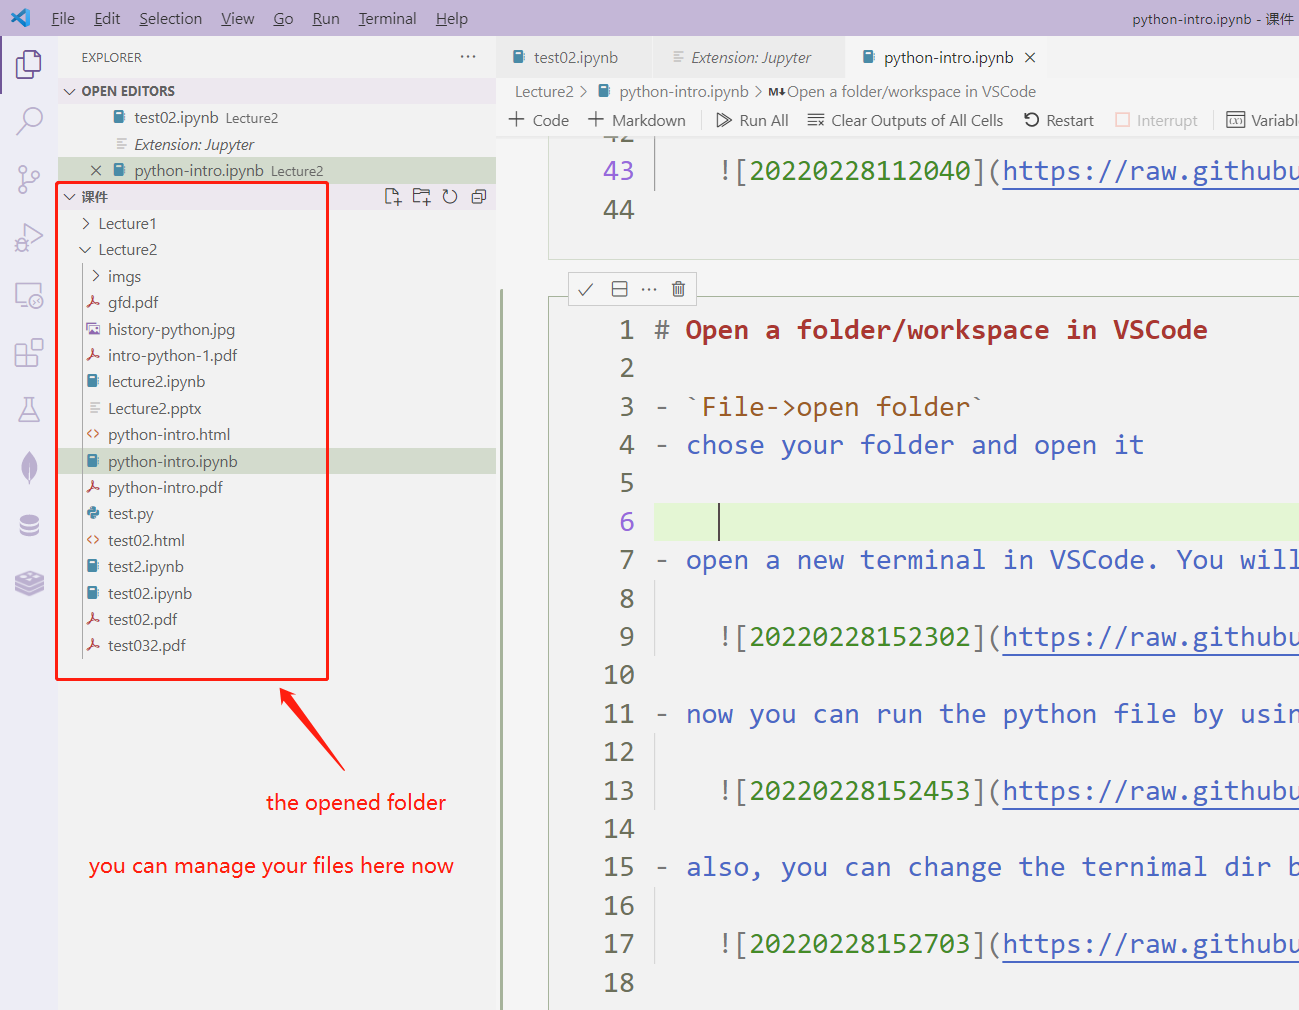 File Edit Selection View Go Run Terminal Help
python-intro.ipynb - 课件
EXPLORER
OPEN EDITORS
test02.ipynb Lecture2
Extension: Jupyter
python-intro.ipynb Lecture2
课件
Lecture1
Lecture2
imgs
gfd.pdf
history-python.jpg
intro-python-1.pdf
lecture2.ipynb
Lecture2.pptx
python-intro.html
python-intro.ipynb
python-intro.pdf
test.py
test02.html
test2.ipynb
test02.ipynb
test02.pdf
test032.pdf
the opened folder
you can manage your files here now
test02.ipynb
Extension: Jupyter
python-intro.ipynb
Lecture2 > python-intro.ipynb > M↓Open a folder/workspace in VSCode
+ Code + Markdown Run All Clear Outputs of All Cells Restart Interrupt Variabl
43 ![20220228112040](https://raw.githubu
44
1 # Open a folder/workspace in VSCode
2
3 - `File->open folder`
4 - chose your folder and open it
5
6
7 - open a new terminal in VSCode. You will
8
9 ![20220228152302](https://raw.githubu
10
11 - now you can run the python file by usin
12
13 ![20220228152453](https://raw.githubu
14
15 - also, you can change the ternimal dir b
16
17 ![20220228152703](https://raw.githubu
18